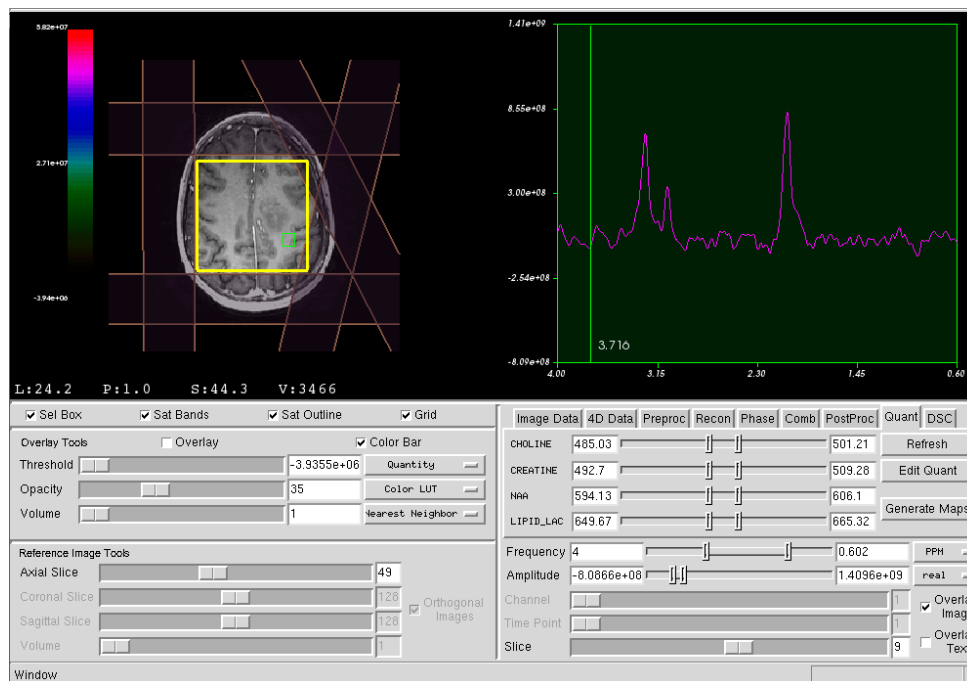 5.82e+07
2.71e+07
-3.94e+06
L:24.2 P:1.0 S:44.3 V:3466
1.41e+09
8.55e+08
3.00e+08
-2.54e+08
-8.09e+08
3.716
4.00 3.15 2.30 1.45 0.60
Sel Box Sat Bands Sat Outline Grid
Overlay Tools Overlay Color Bar
Threshold -3.9355e+06 Quantity
Opacity 35 Color LUT
Volume 1 Nearest Neighbor
Reference Image Tools
Axial Slice 49
Coronal Slice 128
Sagittal Slice 128
Orthogonal Images
Volume 1
Image Data 4D Data Preproc Recon Phase Comb PostProc Quant DSC
CHOLINE 485.03 501.21 Refresh
CREATINE 492.7 509.28 Edit Quant
NAA 594.13 606.1
LIPID_LAC 649.67 665.32
Generate Maps
Frequency 4 0.602 PPM
Amplitude -8.0866e+08 1.4096e+09 real
Channel 1
Time Point 1
Slice 9
Overla
Imag
Overla
Tex
Window